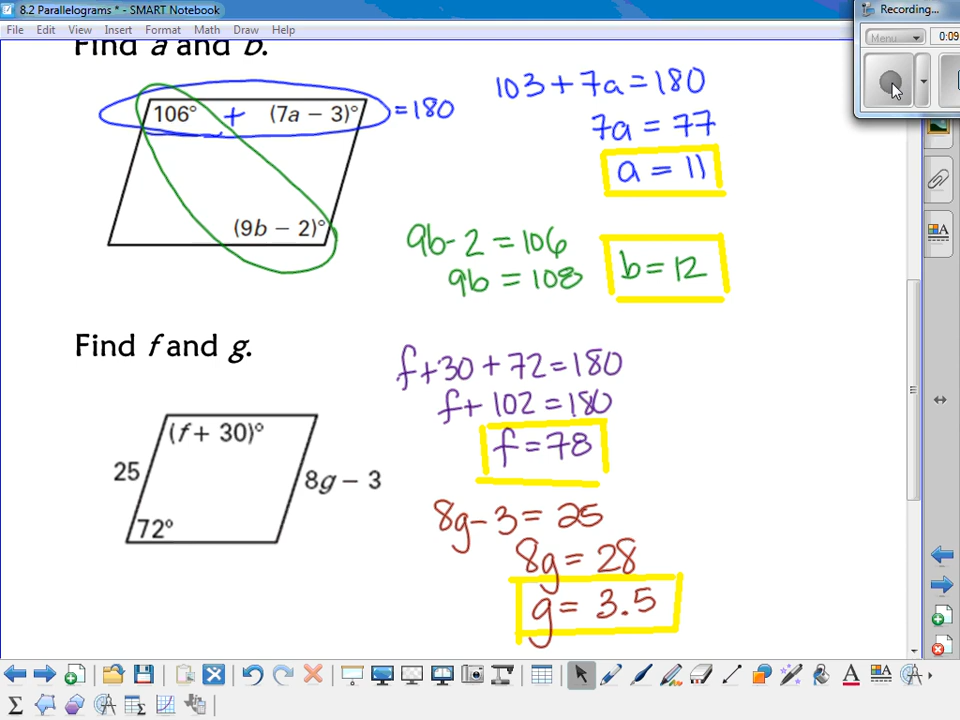 8.2 Parallelograms * - SMART Notebook
Recording...
File Edit View Insert Format Math Draw Help
Menu
0:09
Find a and b.
106° + (7a − 3)° = 180
(9b − 2)°
103 + 7a = 180
7a = 77
a = 11
9b - 2 = 106
9b = 108
b = 12
Find f and g.
(f + 30)°
25
8g − 3
72°
f + 30 + 72 = 180
f + 102 = 180
f = 78
8g - 3 = 25
8g = 28
g = 3.5